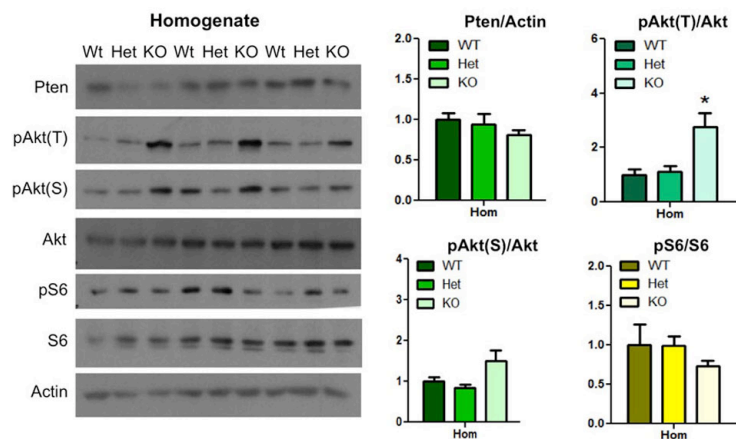 Homogenate
Wt Het KO Wt Het KO Wt Het KO
Pten
pAkt(T)
pAkt(S)
Akt
pS6
S6
Actin
Pten/Actin
2.0
1.5
1.0
0.5
0.0
WT
Het
KO
Hom
pAkt(T)/Akt
6
4
2
0
WT
Het
KO
*
Hom
pAkt(S)/Akt
4
3
2
1
0
WT
Het
KO
Hom
pS6/S6
2.0
1.5
1.0
0.5
0.0
WT
Het
KO
Hom